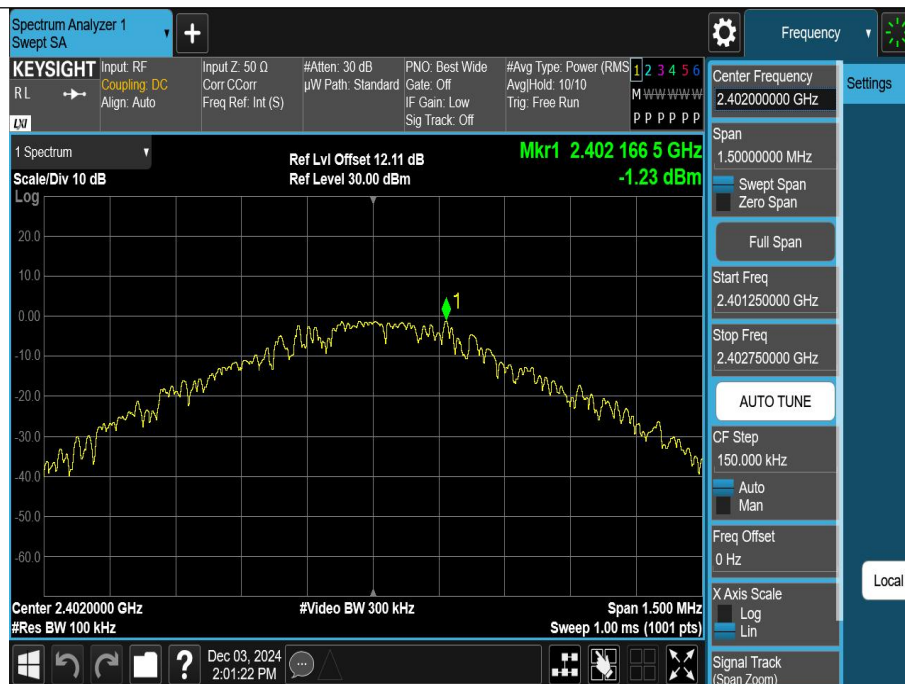 Spectrum Analyzer 1
Swept SA
Frequency
KEYSIGHT
RL
LXI
Input: RF
Coupling: DC
Align: Auto
Input Z: 50 Ω
Corr CCorr
Freq Ref: Int (S)
#Atten: 30 dB
µW Path: Standard
PNO: Best Wide
Gate: Off
IF Gain: Low
Sig Track: Off
#Avg Type: Power (RMS
Avg|Hold: 10/10
Trig: Free Run
1 2 3 4 5 6
M W W W W W
P P P P P P
1 Spectrum
Scale/Div 10 dB
Log
Ref Lvl Offset 12.11 dB
Ref Level 30.00 dBm
Mkr1 2.402 166 5 GHz
-1.23 dBm
20.0
10.0
0.00
-10.0
-20.0
-30.0
-40.0
-50.0
-60.0
1
Center 2.4020000 GHz
#Res BW 100 kHz
#Video BW 300 kHz
Span 1.500 MHz
Sweep 1.00 ms (1001 pts)
Dec 03, 2024
2:01:22 PM
Center Frequency
2.402000000 GHz
Span
1.50000000 MHz
Swept Span
Zero Span
Full Span
Start Freq
2.401250000 GHz
Stop Freq
2.402750000 GHz
AUTO TUNE
CF Step
150.000 kHz
Auto
Man
Freq Offset
0 Hz
X Axis Scale
Log
Lin
Signal Track
(Span Zoom)
Settings
Local